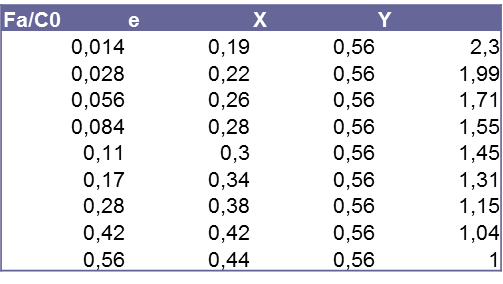 Fa/C0 e X Y
0,014 0,19 0,56 2,3
0,028 0,22 0,56 1,99
0,056 0,26 0,56 1,71
0,084 0,28 0,56 1,55
0,11 0,3 0,56 1,45
0,17 0,34 0,56 1,31
0,28 0,38 0,56 1,15
0,42 0,42 0,56 1,04
0,56 0,44 0,56 1